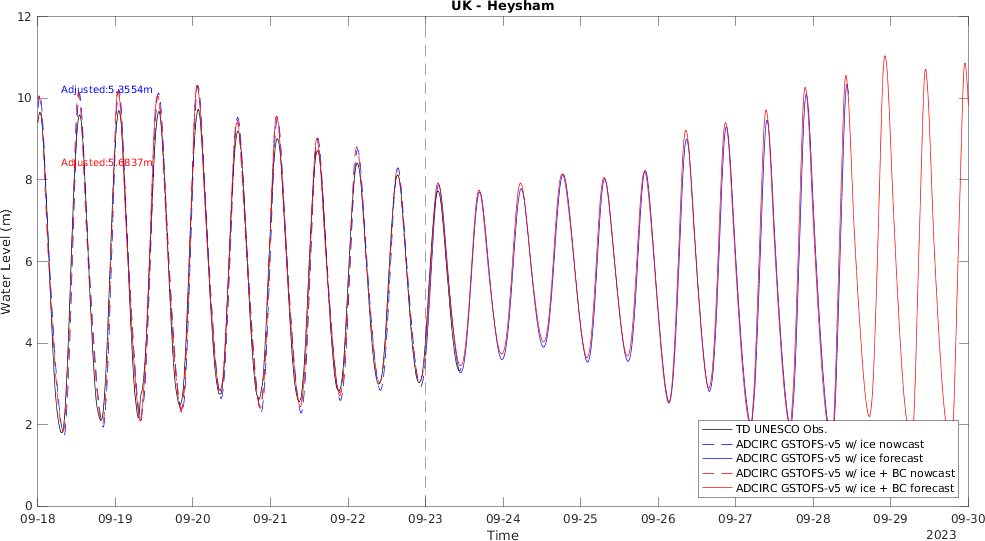 UK - Heysham
Water Level (m)
12
10
8
6
4
2
0
Adjusted:5.3554m
Adjusted:5.6837m
TD UNESCO Obs.
ADCIRC GSTOFS-v5 w/ ice nowcast
ADCIRC GSTOFS-v5 w/ ice forecast
ADCIRC GSTOFS-v5 w/ ice + BC nowcast
ADCIRC GSTOFS-v5 w/ ice + BC forecast
09-18 09-19 09-20 09-21 09-22 09-23 09-24 09-25 09-26 09-27 09-28 09-29 09-30
Time
2023